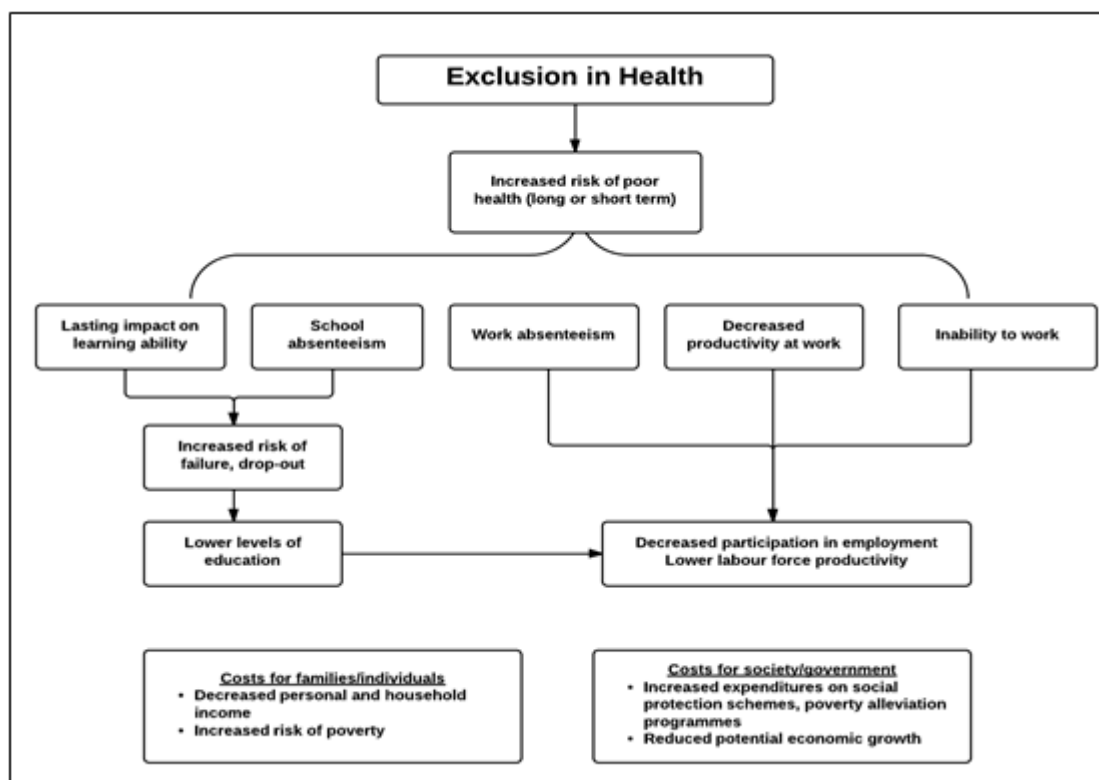 Exclusion in Health
Increased risk of poor
health (long or short term)
Lasting impact on
learning ability
School
absenteeism
Work absenteeism
Decreased
productivity at work
Inability to work
Increased risk of
failure, drop-out
Lower levels of
education
Decreased participation in employment
Lower labour force productivity
Costs for families/individuals
• Decreased personal and household
income
• Increased risk of poverty
Costs for society/government
• Increased expenditures on social
protection schemes, poverty alleviation
programmes
• Reduced potential economic growth